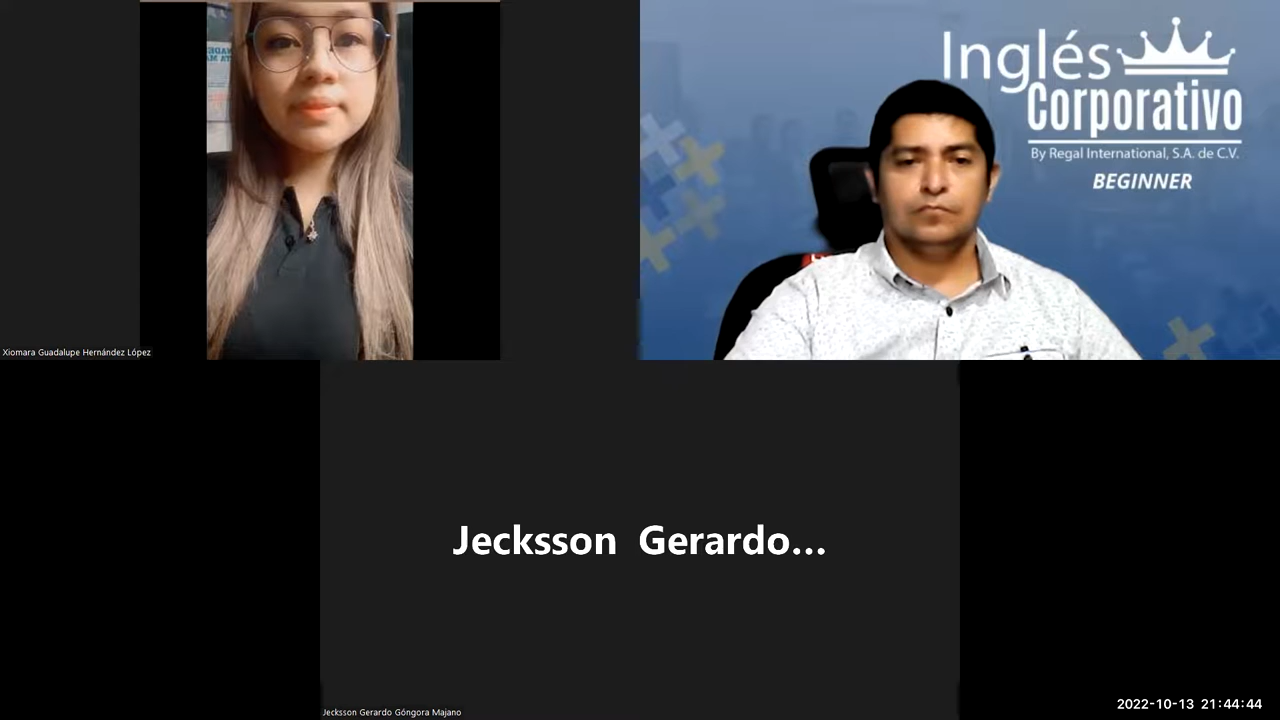 Inglés
Corporativo
By Regal International, S.A. de C.V.
BEGINNER
Xiomara Guadalupe Hernández López
Jecksson Gerardo...
Jecksson Gerardo Góngora Majano
2022-10-13 21:44:44